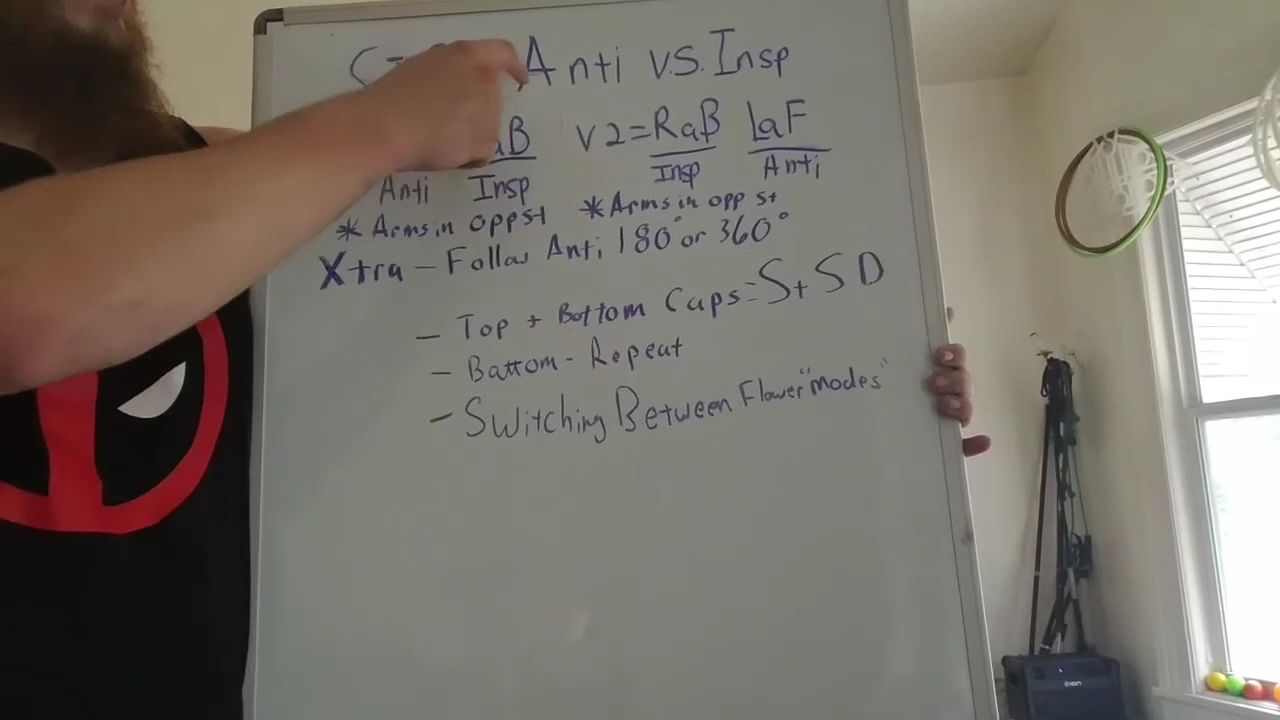 Anti V.S. Insp
aB V2=RaB LaF
Anti Insp Insp Anti
* Arms in opp st * Arms in opp st
Xtra - Follow Anti 180° or 360°
- Top + Bottom Caps = S+ SD
- Bottom - Repeat
- Switching Between Flower "modes"
ION